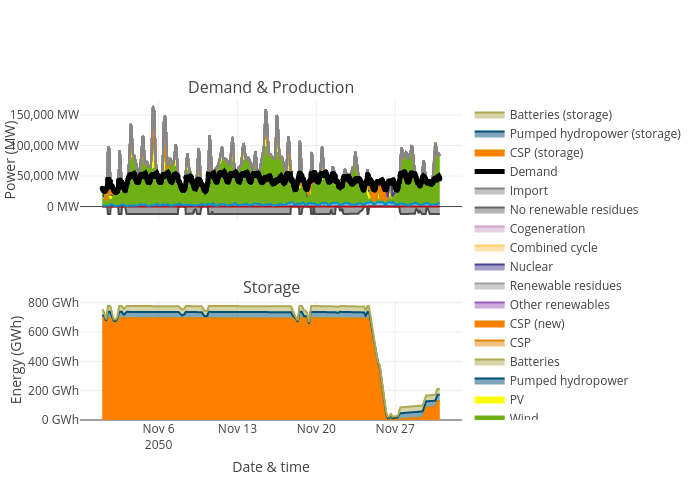 Demand & Production
Power (MW)
150,000 MW
100,000 MW
50,000 MW
0 MW
Storage
Energy (GWh)
800 GWh
600 GWh
400 GWh
200 GWh
0 GWh
Nov 6
2050
Nov 13
Nov 20
Nov 27
Date & time
Batteries (storage)
Pumped hydropower (storage)
CSP (storage)
Demand
Import
No renewable residues
Cogeneration
Combined cycle
Nuclear
Renewable residues
Other renewables
CSP (new)
CSP
Batteries
Pumped hydropower
PV
Wind